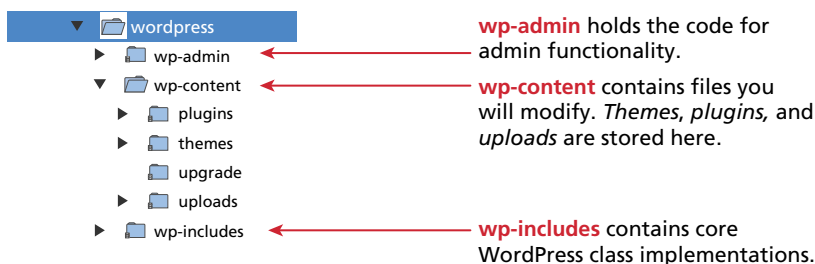 wordpress
wp-admin
wp-content
plugins
themes
upgrade
uploads
wp-includes
wp-admin holds the code for
admin functionality.
wp-content contains files you
will modify. Themes, plugins, and
uploads are stored here.
wp-includes contains core
WordPress class implementations.